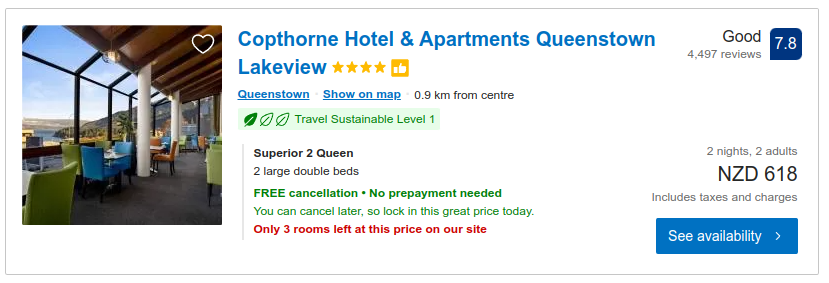 Copthorne Hotel & Apartments Queenstown
Lakeview
Good
4,497 reviews
7.8
Queenstown · Show on map · 0.9 km from centre
Travel Sustainable Level 1
Superior 2 Queen
2 large double beds
FREE cancellation • No prepayment needed
You can cancel later, so lock in this great price today.
Only 3 rooms left at this price on our site
2 nights, 2 adults
NZD 618
Includes taxes and charges
See availability